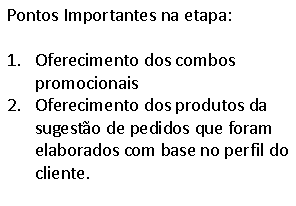 Pontos Importantes na etapa:
1. Oferecimento dos combos
promocionais
2. Oferecimento dos produtos da
sugestão de pedidos que foram
elaborados com base no perfil do
cliente.